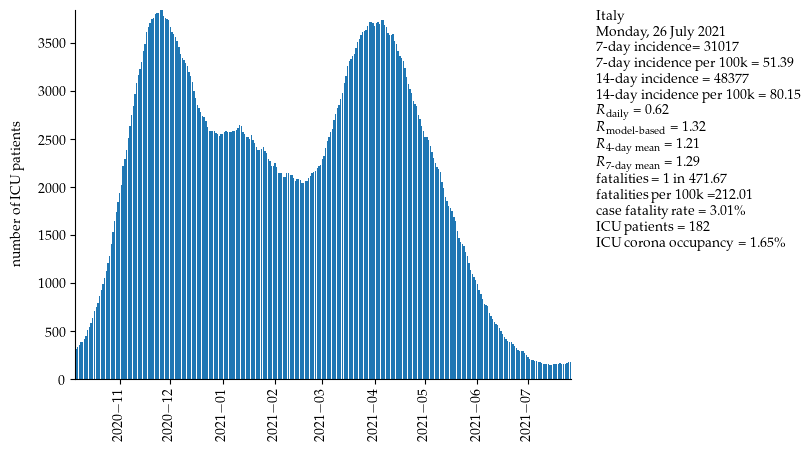 number of ICU patients
3500
3000
2500
2000
1500
1000
500
0
2020−11
2020−12
2021−01
2021−02
2021−03
2021−04
2021−05
2021−06
2021−07
Italy
Monday, 26 July 2021
7-day incidence= 31017
7-day incidence per 100k = 51.39
14-day incidence = 48377
14-day incidence per 100k = 80.15
Rdaily = 0.62
Rmodel-based = 1.32
R4-day mean = 1.21
R7-day mean = 1.29
fatalities = 1 in 471.67
fatalities per 100k =212.01
case fatality rate = 3.01%
ICU patients = 182
ICU corona occupancy = 1.65%